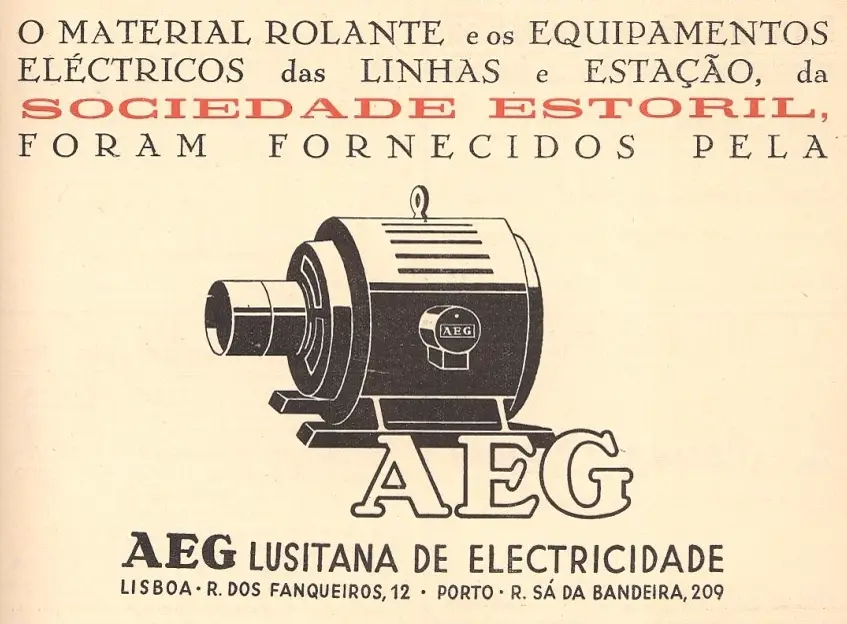 O MATERIAL ROLANTE e os EQUIPAMENTOS
ELÉCTRICOS das LINHAS e ESTAÇÃO, da
SOCIEDADE ESTORIL,
FORAM FORNECIDOS PELA
AEG
AEG
AEG LUSITANA DE ELECTRICIDADE
LISBOA · R. DOS FANQUEIROS, 12 · PORTO · R. SÁ DA BANDEIRA, 209